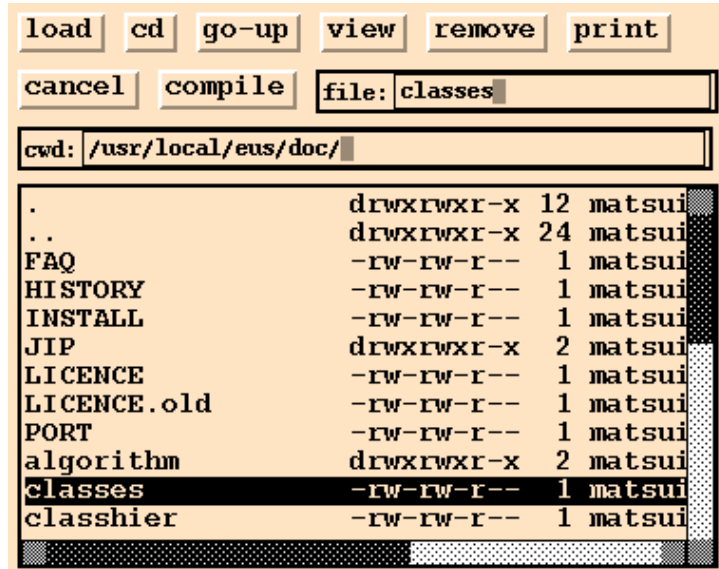 load cd go-up view remove print
cancel compile file: classes
cwd: /usr/local/eus/doc/
. drwxrwxr-x 12 matsui
.. drwxrwxr-x 24 matsui
FAQ -rw-rw-r-- 1 matsui
HISTORY -rw-rw-r-- 1 matsui
INSTALL -rw-rw-r-- 1 matsui
JIP drwxrwxr-x 2 matsui
LICENCE -rw-rw-r-- 1 matsui
LICENCE.old -rw-rw-r-- 1 matsui
PORT -rw-rw-r-- 1 matsui
algorithm drwxrwxr-x 2 matsui
classes -rw-rw-r-- 1 matsui
classhier -rw-rw-r-- 1 matsui